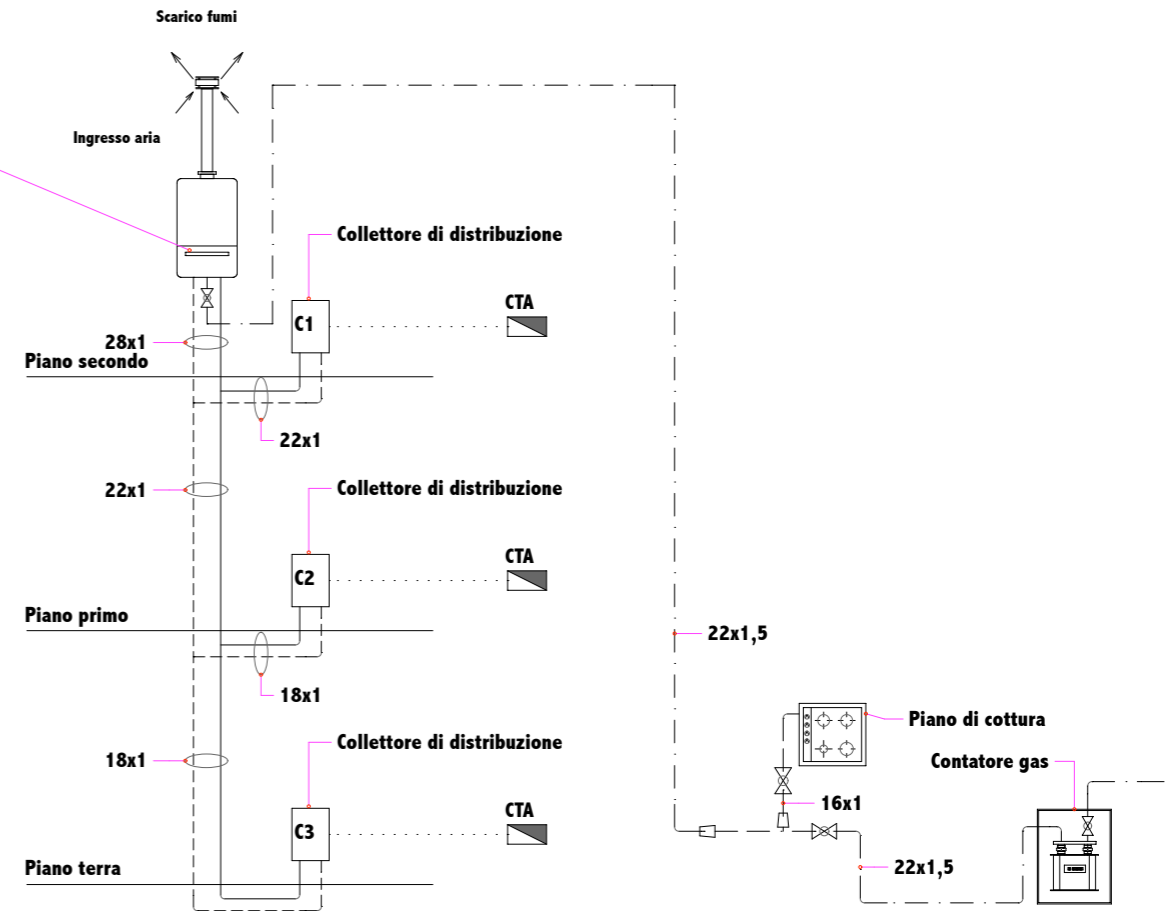 Scarico fumi
Ingresso aria
Collettore di distribuzione
CTA
C1
28x1
Piano secondo
22x1
22x1
Collettore di distribuzione
CTA
C2
Piano primo
22x1,5
18x1
Piano di cottura
Collettore di distribuzione
18x1
Contatore gas
16x1
CTA
C3
Piano terra
22x1,5